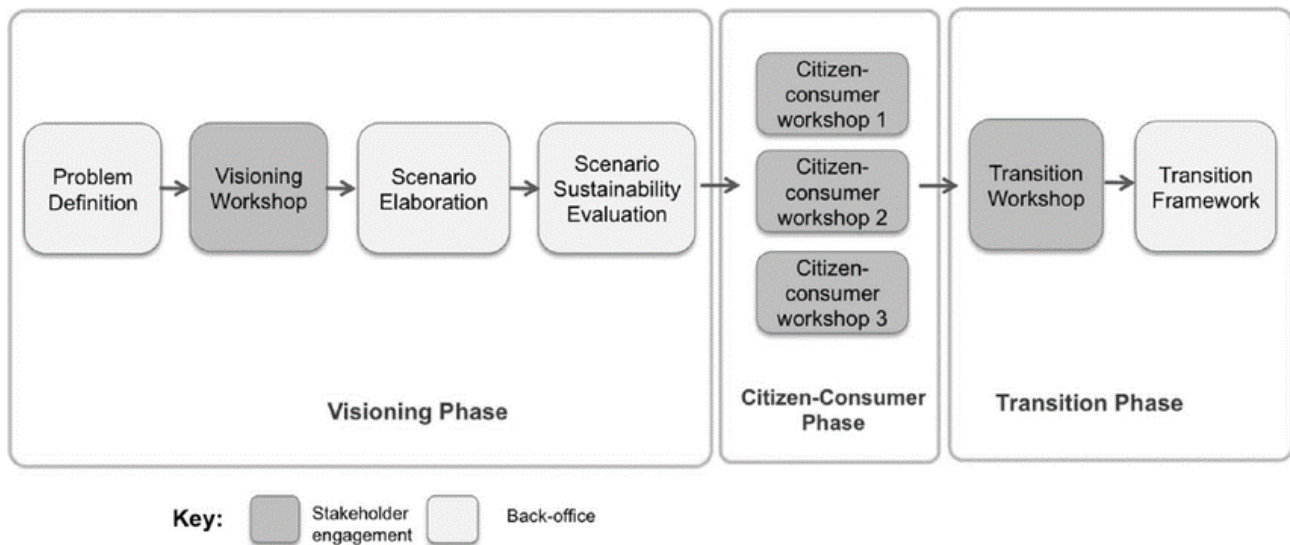 Problem
Definition
Visioning
Workshop
Scenario
Elaboration
Scenario
Sustainability
Evaluation
Visioning Phase
Citizen-
consumer
workshop 1
Citizen-
consumer
workshop 2
Citizen-
consumer
workshop 3
Citizen-Consumer
Phase
Transition
Workshop
Transition
Framework
Transition Phase
Key:
Stakeholder
engagement
Back-office